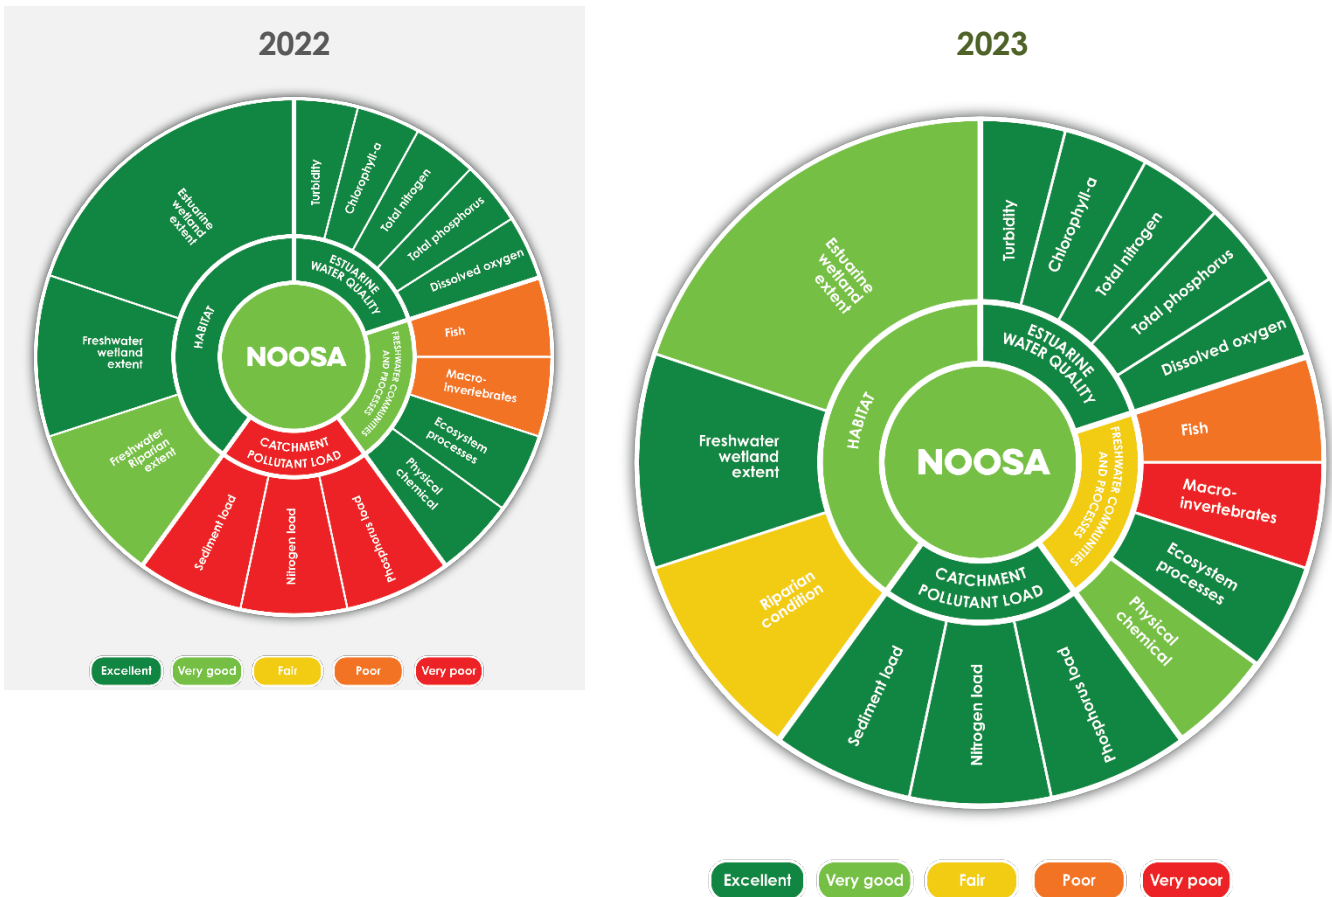 2022
Turbidity
Chlorophyll-a
Total nitrogen
Total phosphorus
Dissolved oxygen
ESTUARINE
WATER QUALITY
Fish
Macro-
Invertebrates
Ecosystem
processes
Physical
chemical
FRESHWATER COMMUNITIES
AND PROCESSES
Phosphorus load
Nitrogen load
Sediment load
CATCHMENT
POLLUTANT LOAD
Freshwater
Riparian
extent
Freshwater
wetland
extent
Estuarine
wetland
extent
HABITAT
NOOSA
Excellent
Very good
Fair
Poor
Very poor
2023
Turbidity
Chlorophyll-a
Total nitrogen
Total phosphorus
Dissolved oxygen
ESTUARINE
WATER QUALITY
Fish
Macro-
invertebrates
Ecosystem
processes
Physical
chemical
FRESHWATER COMMUNITIES
AND PROCESSES
Phosphorus load
Nitrogen load
Sediment load
CATCHMENT
POLLUTANT LOAD
Riparian
condition
Freshwater
wetland
extent
Estuarine
wetland
extent
HABITAT
NOOSA
Excellent
Very good
Fair
Poor
Very poor